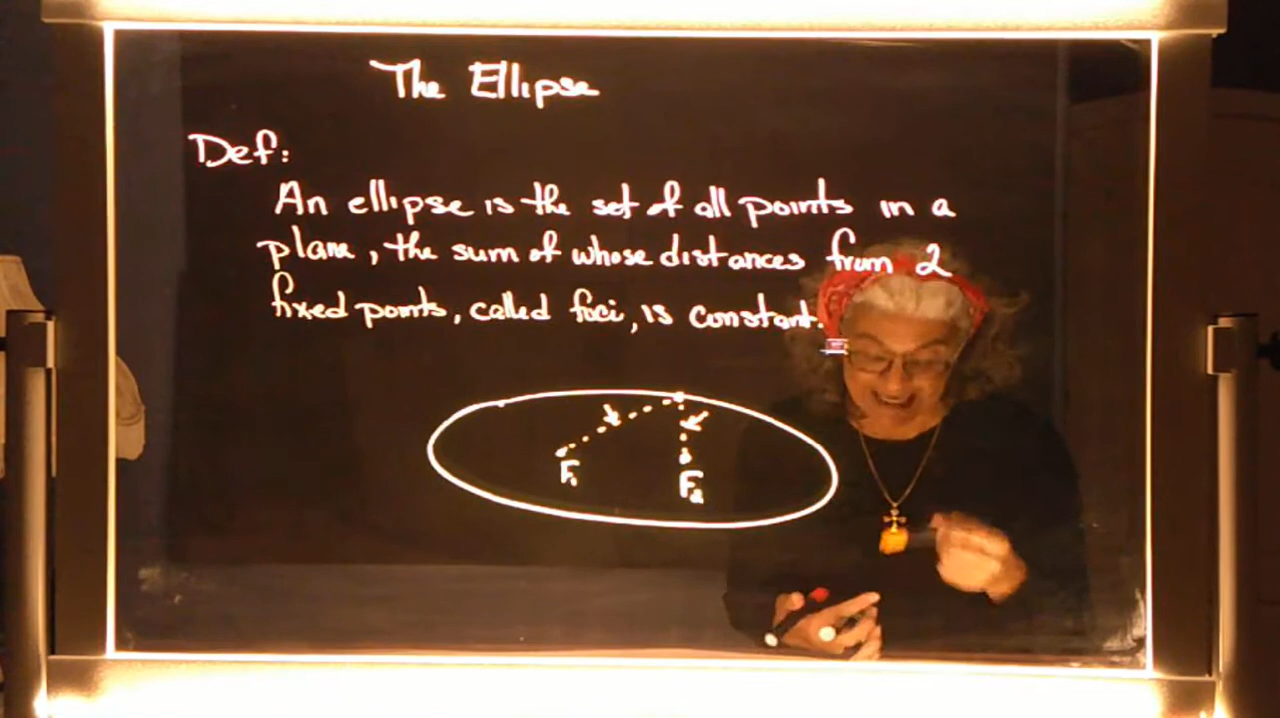 The Ellipse
Def:
An ellipse is the set of all points in a
plane, the sum of whose distances from 2
fixed points, called foci, is constant.
F₁
F₂